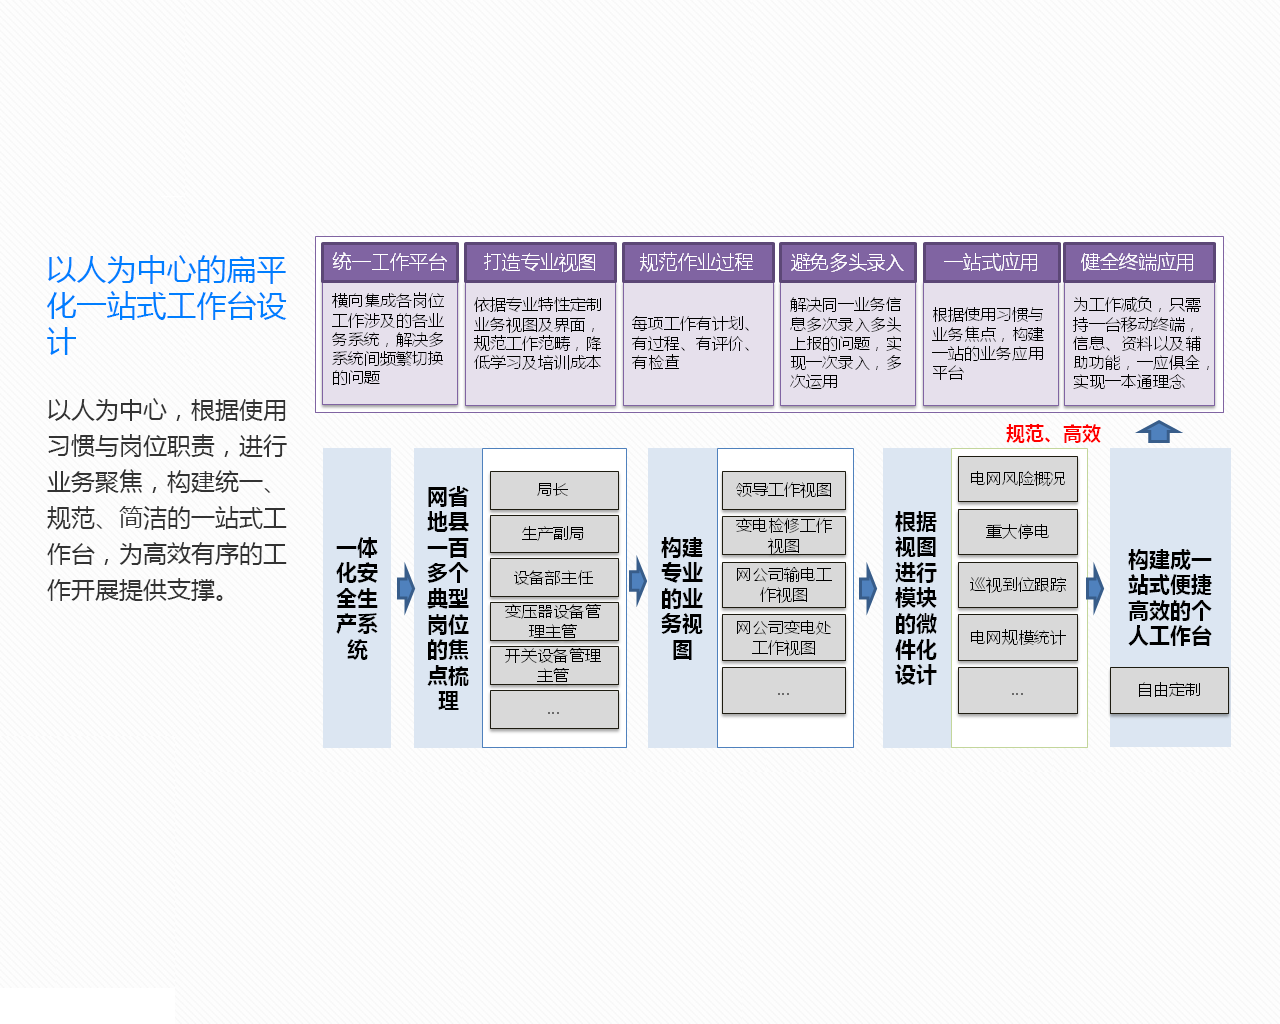 以人为中心的扁平
化一站式工作台设
计
以人为中心，根据使用
习惯与岗位职责，进行
业务聚焦，构建统一、
规范、简洁的一站式工
作台，为高效有序的工
作开展提供支撑。
统一工作平台
横向集成各岗位
工作涉及的各业
务系统，解决多
系统间频繁切换
的问题
打造专业视图
依据专业特性定制
业务视图及界面，
规范工作范畴，降
低学习及培训成本
规范作业过程
每项工作有计划、
有过程、有评价、
有检查
避免多头录入
解决同一业务信
息多次录入多头
上报的问题，实
现一次录入，多
次运用
一站式应用
根据使用习惯与
业务焦点，构建
一站的业务应用
平台
健全终端应用
为工作减负，只需
持一台移动终端，
信息、资料以及辅
助功能，一应俱全，
实现一本通理念
规范、高效
一体
化安
全生
产系
统
网省
地县
一百
多个
典型
岗位
的焦
点梳
理
局长
生产副局
设备部主任
变压器设备管
理主管
开关设备管理
主管
...
构建
专业
的业
务视
图
领导工作视图
变电检修工作
视图
网公司输电工
作视图
网公司变电处
工作视图
...
根据
视图
进行
模块
的微
件化
设计
电网风险概况
重大停电
巡视到位跟踪
电网规模统计
...
构建成一
站式便捷
高效的个
人工作台
自由定制